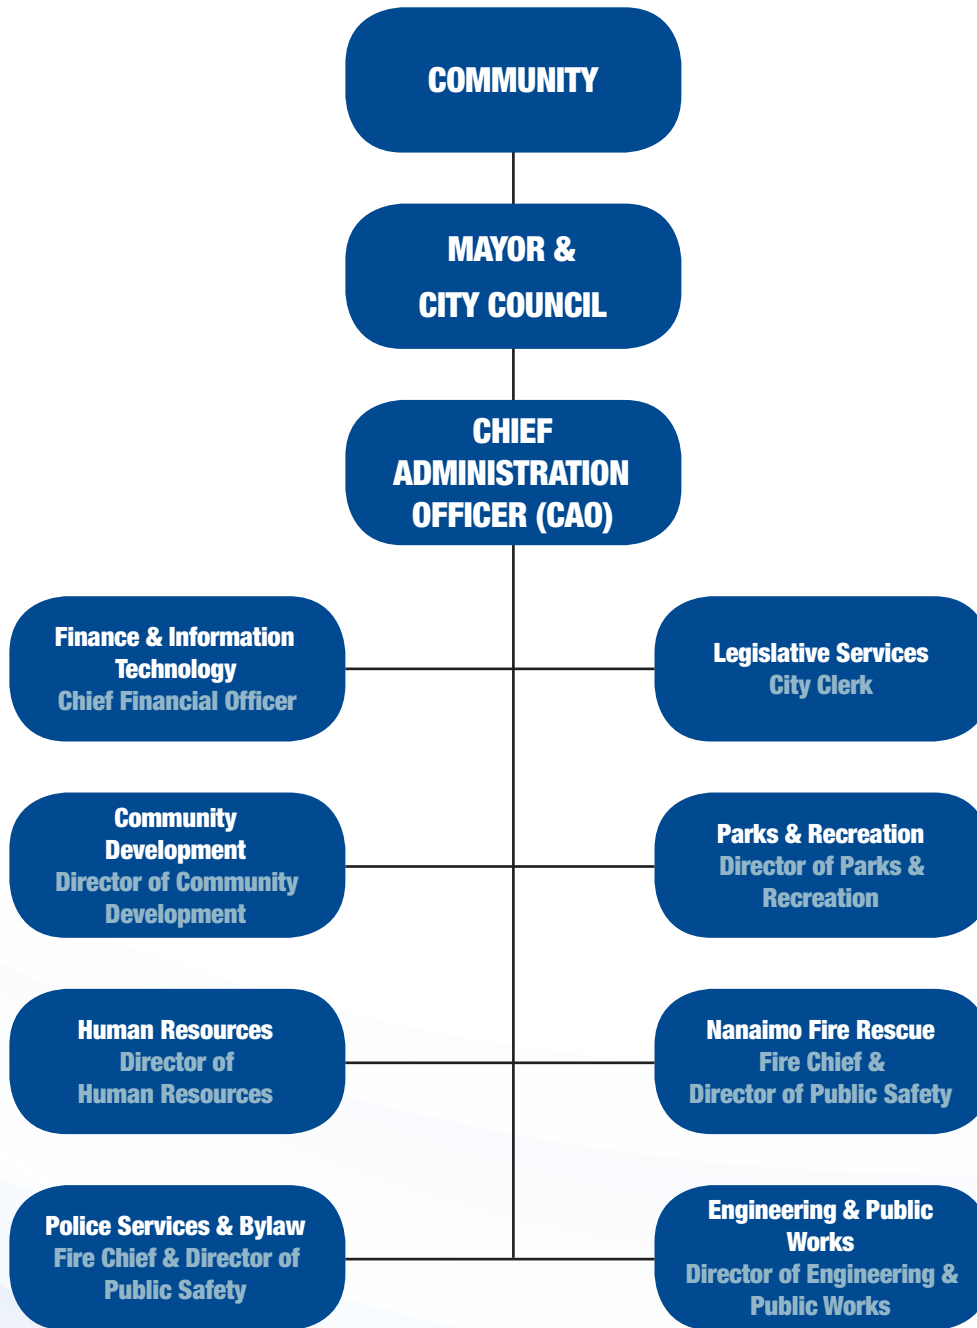 COMMUNITY
MAYOR &
CITY COUNCIL
CHIEF
ADMINISTRATION
OFFICER (CAO)
Finance & Information
Technology
Chief Financial Officer
Legislative Services
City Clerk
Community
Development
Director of Community
Development
Parks & Recreation
Director of Parks &
Recreation
Human Resources
Director of
Human Resources
Nanaimo Fire Rescue
Fire Chief &
Director of Public Safety
Police Services & Bylaw
Fire Chief & Director of
Public Safety
Engineering & Public
Works
Director of Engineering &
Public Works